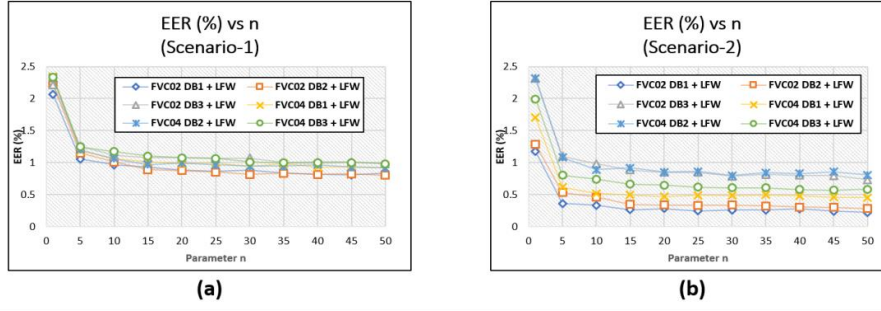 EER (%) vs n
(Scenario-1)
2.5
2
1.5
1
0.5
0
EER (%)
FVC02 DB1 + LFW
FVC02 DB2 + LFW
FVC02 DB3 + LFW
FVC04 DB1 + LFW
FVC04 DB2 + LFW
FVC04 DB3 + LFW
0 5 10 15 20 25 30 35 40 45 50
Parameter n
(a)
EER (%) vs n
(Scenario-2)
2.5
2
1.5
1
0.5
0
EER (%)
FVC02 DB1 + LFW
FVC02 DB2 + LFW
FVC02 DB3 + LFW
FVC04 DB1 + LFW
FVC04 DB2 + LFW
FVC04 DB3 + LFW
0 5 10 15 20 25 30 35 40 45 50
Parameter n
(b)